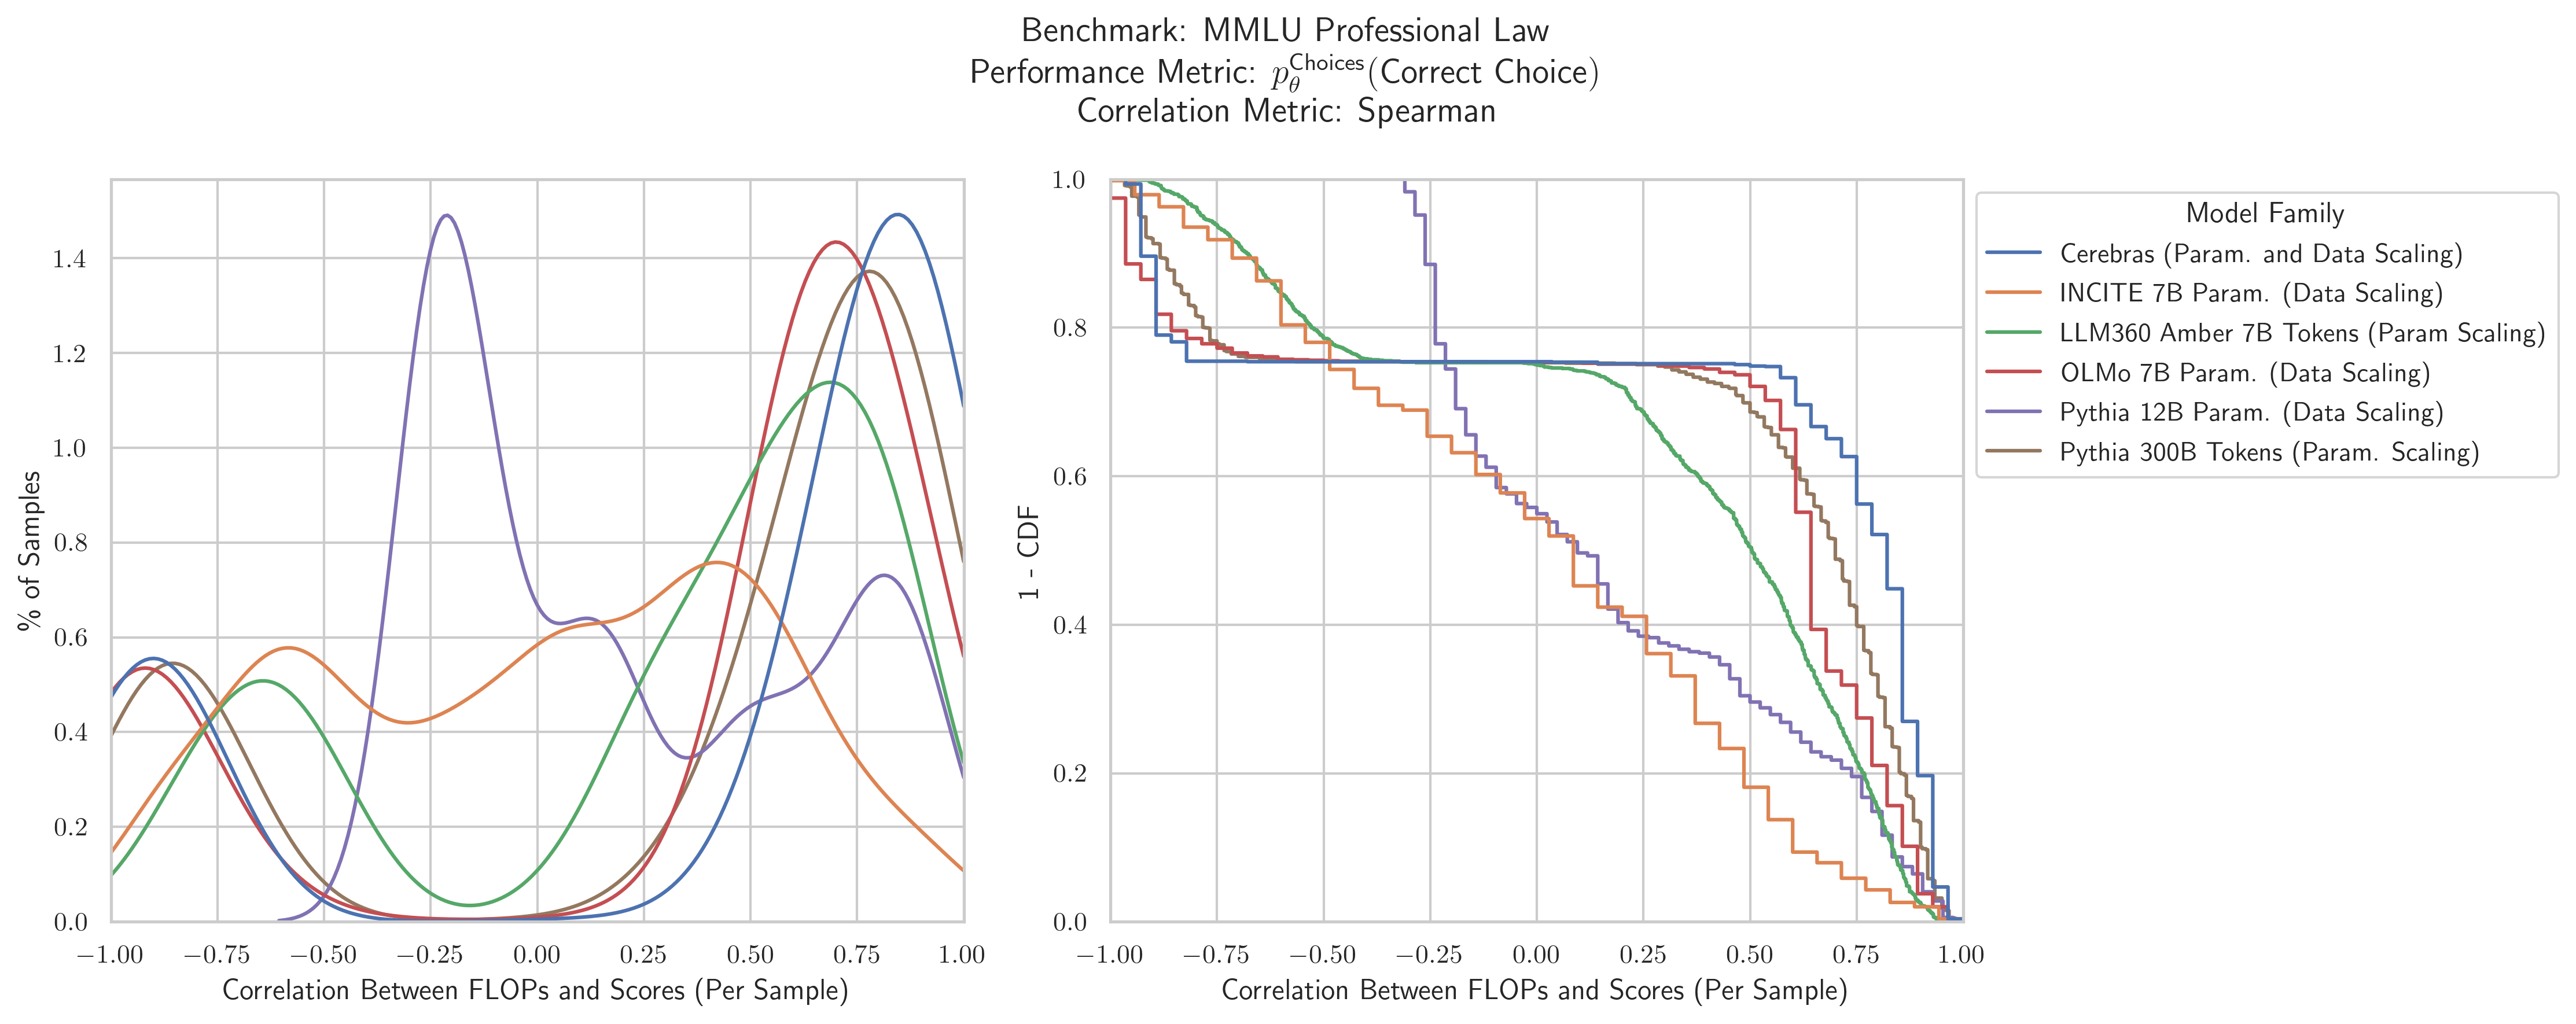 Benchmark: MMLU Professional Law
Performance Metric: p_θ^Choices(Correct Choice)
Correlation Metric: Spearman
% of Samples
1.4
1.2
1.0
0.8
0.6
0.4
0.2
0.0
−1.00 −0.75 −0.50 −0.25 0.00 0.25 0.50 0.75 1.00
Correlation Between FLOPs and Scores (Per Sample)
1 - CDF
1.0
0.8
0.6
0.4
0.2
0.0
−1.00 −0.75 −0.50 −0.25 0.00 0.25 0.50 0.75 1.00
Correlation Between FLOPs and Scores (Per Sample)
Model Family
Cerebras (Param. and Data Scaling)
INCITE 7B Param. (Data Scaling)
LLM360 Amber 7B Tokens (Param Scaling)
OLMo 7B Param. (Data Scaling)
Pythia 12B Param. (Data Scaling)
Pythia 300B Tokens (Param. Scaling)